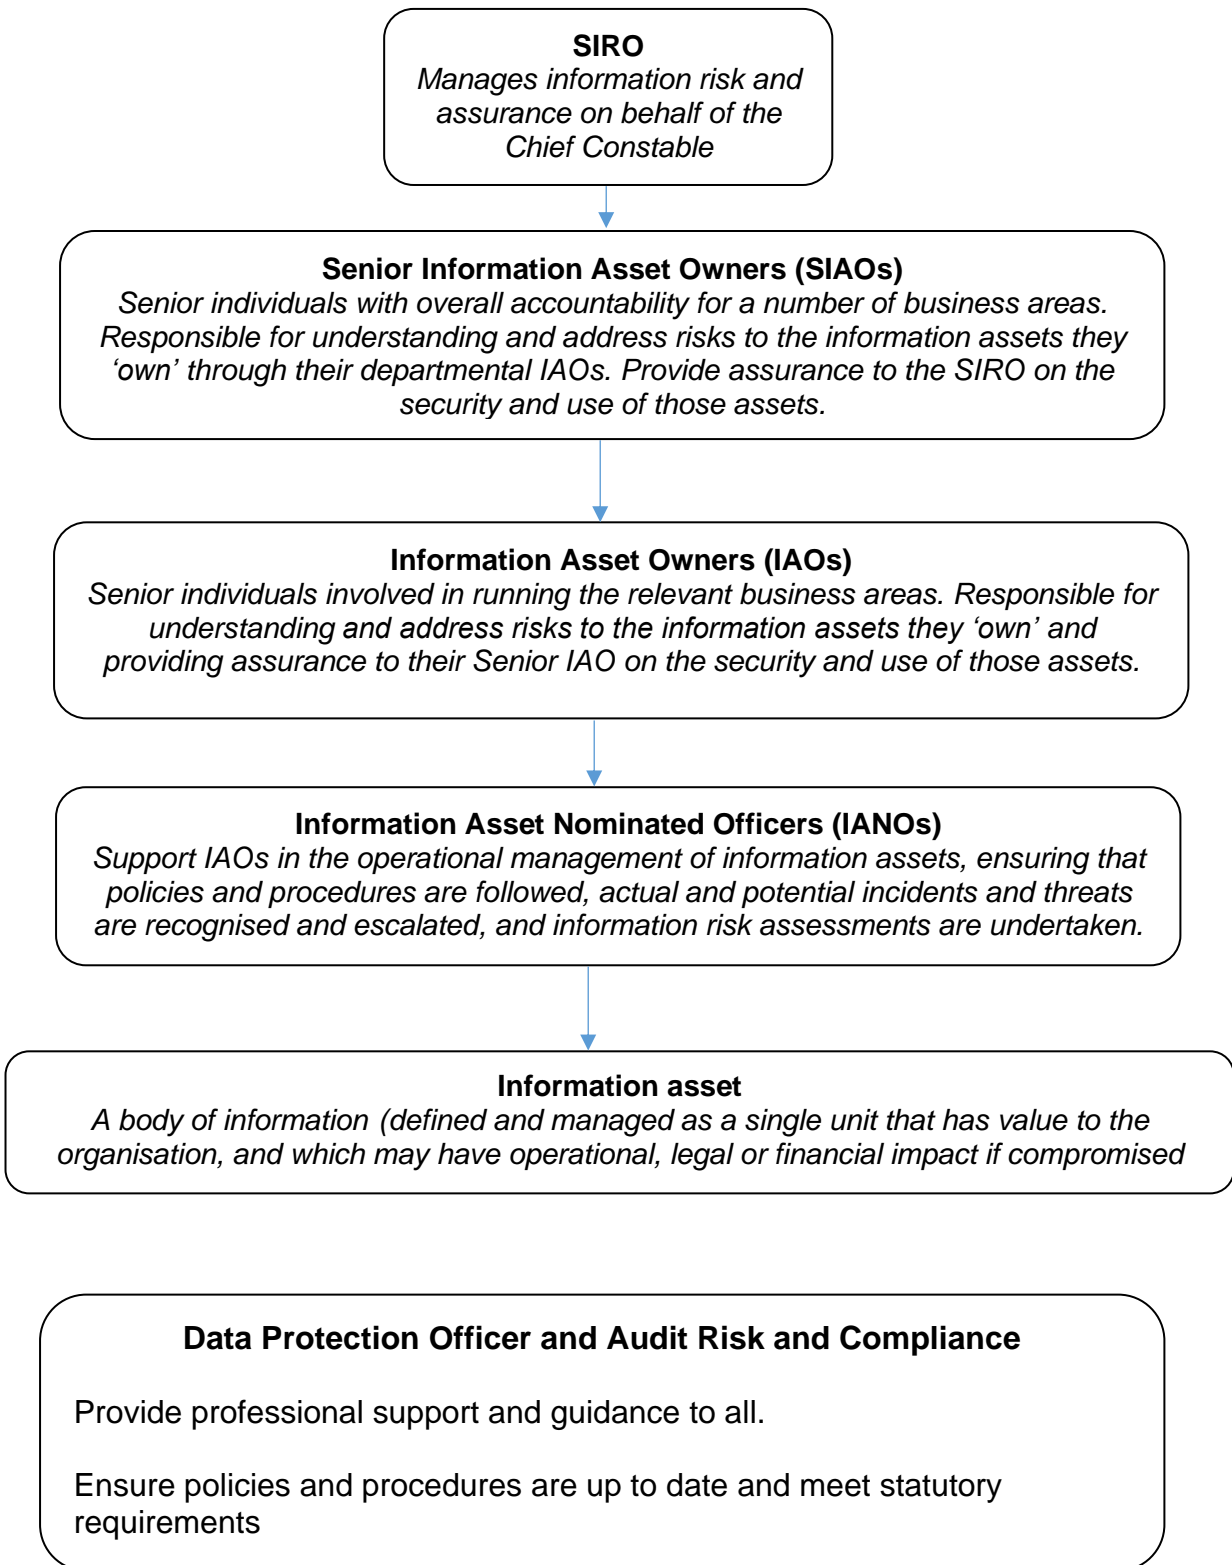 SIRO
Manages information risk and
assurance on behalf of the
Chief Constable
Senior Information Asset Owners (SIAOs)
Senior individuals with overall accountability for a number of business areas.
Responsible for understanding and address risks to the information assets they
‘own’ through their departmental IAOs. Provide assurance to the SIRO on the
security and use of those assets.
Information Asset Owners (IAOs)
Senior individuals involved in running the relevant business areas. Responsible for
understanding and address risks to the information assets they ‘own’ and
providing assurance to their Senior IAO on the security and use of those assets.
Information Asset Nominated Officers (IANOs)
Support IAOs in the operational management of information assets, ensuring that
policies and procedures are followed, actual and potential incidents and threats
are recognised and escalated, and information risk assessments are undertaken.
Information asset
A body of information (defined and managed as a single unit that has value to the
organisation, and which may have operational, legal or financial impact if compromised
Data Protection Officer and Audit Risk and Compliance
Provide professional support and guidance to all.
Ensure policies and procedures are up to date and meet statutory
requirements